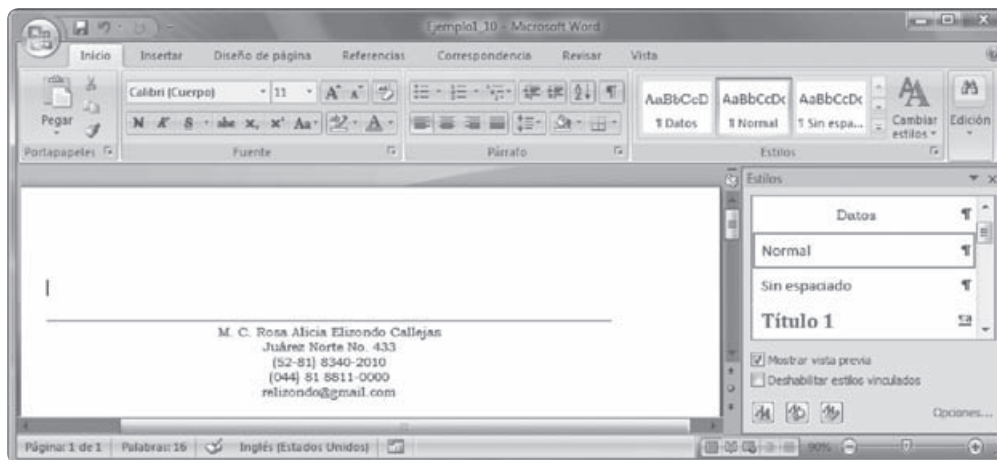 Ejemplo1_10 - Microsoft Word
Inicio Insertar Diseño de página Referencias Correspondencia Revisar Vista
Calibri (Cuerpo) 11
AaBbCcD AaBbCcDc AaBbCcDc
Pegar
N K S abc x, x² Aa A
¶ Datos ¶ Normal ¶ Sin espa... Cambiar estilos Edición
Portapapeles Fuente Párrafo Estilos
Estilos
Datos
Normal
Sin espaciado
Título 1
M. C. Rosa Alicia Elizondo Callejas
Juárez Norte No. 433
(52-81) 8340-2010
(044) 81 8811-0000
relizondo@gmail.com
Mostrar vista previa
Deshabilitar estilos vinculados
Opciones...
Página: 1 de 1 Palabras: 16 Inglés (Estados Unidos) 90%